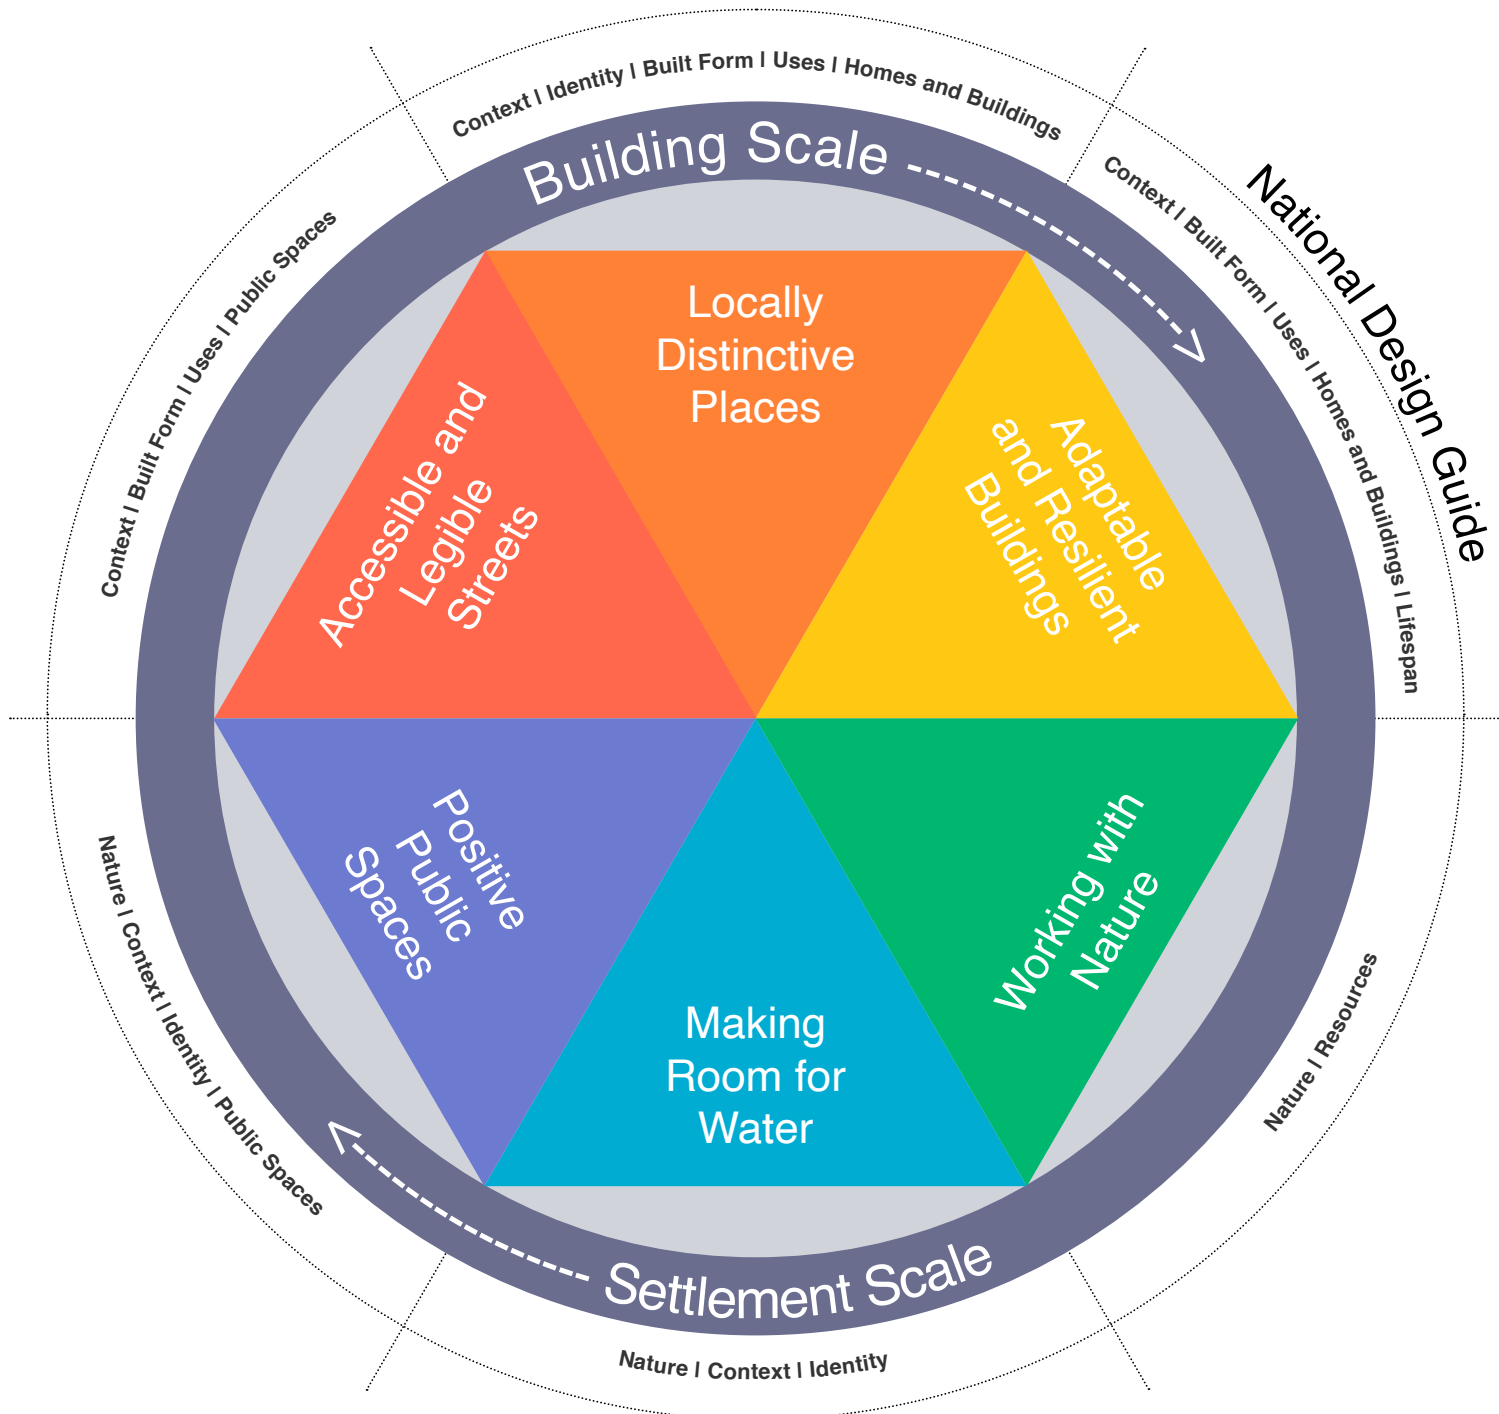 Context | Identity | Built Form | Uses | Homes and Buildings
Building Scale
National Design Guide
Context | Built Form | Uses | Homes and Buildings | Lifespan
Context | Built Form | Uses | Public Spaces
Locally
Distinctive
Places
Accessible and
Legible
Streets
Adaptable
and Resilient
Buildings
Positive
Public
Spaces
Making
Room for
Water
Working with
Nature
Nature | Context | Identity | Public Spaces
Nature | Resources
Settlement Scale
Nature | Context | Identity